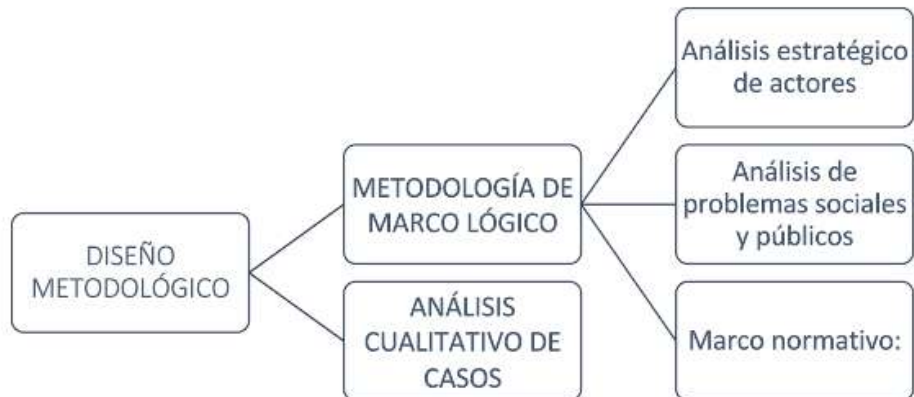 DISEÑO
METODOLÓGICO
METODOLOGÍA DE
MARCO LÓGICO
ANÁLISIS
CUALITATIVO DE
CASOS
Análisis estratégico
de actores
Análisis de
problemas sociales
y públicos
Marco normativo: